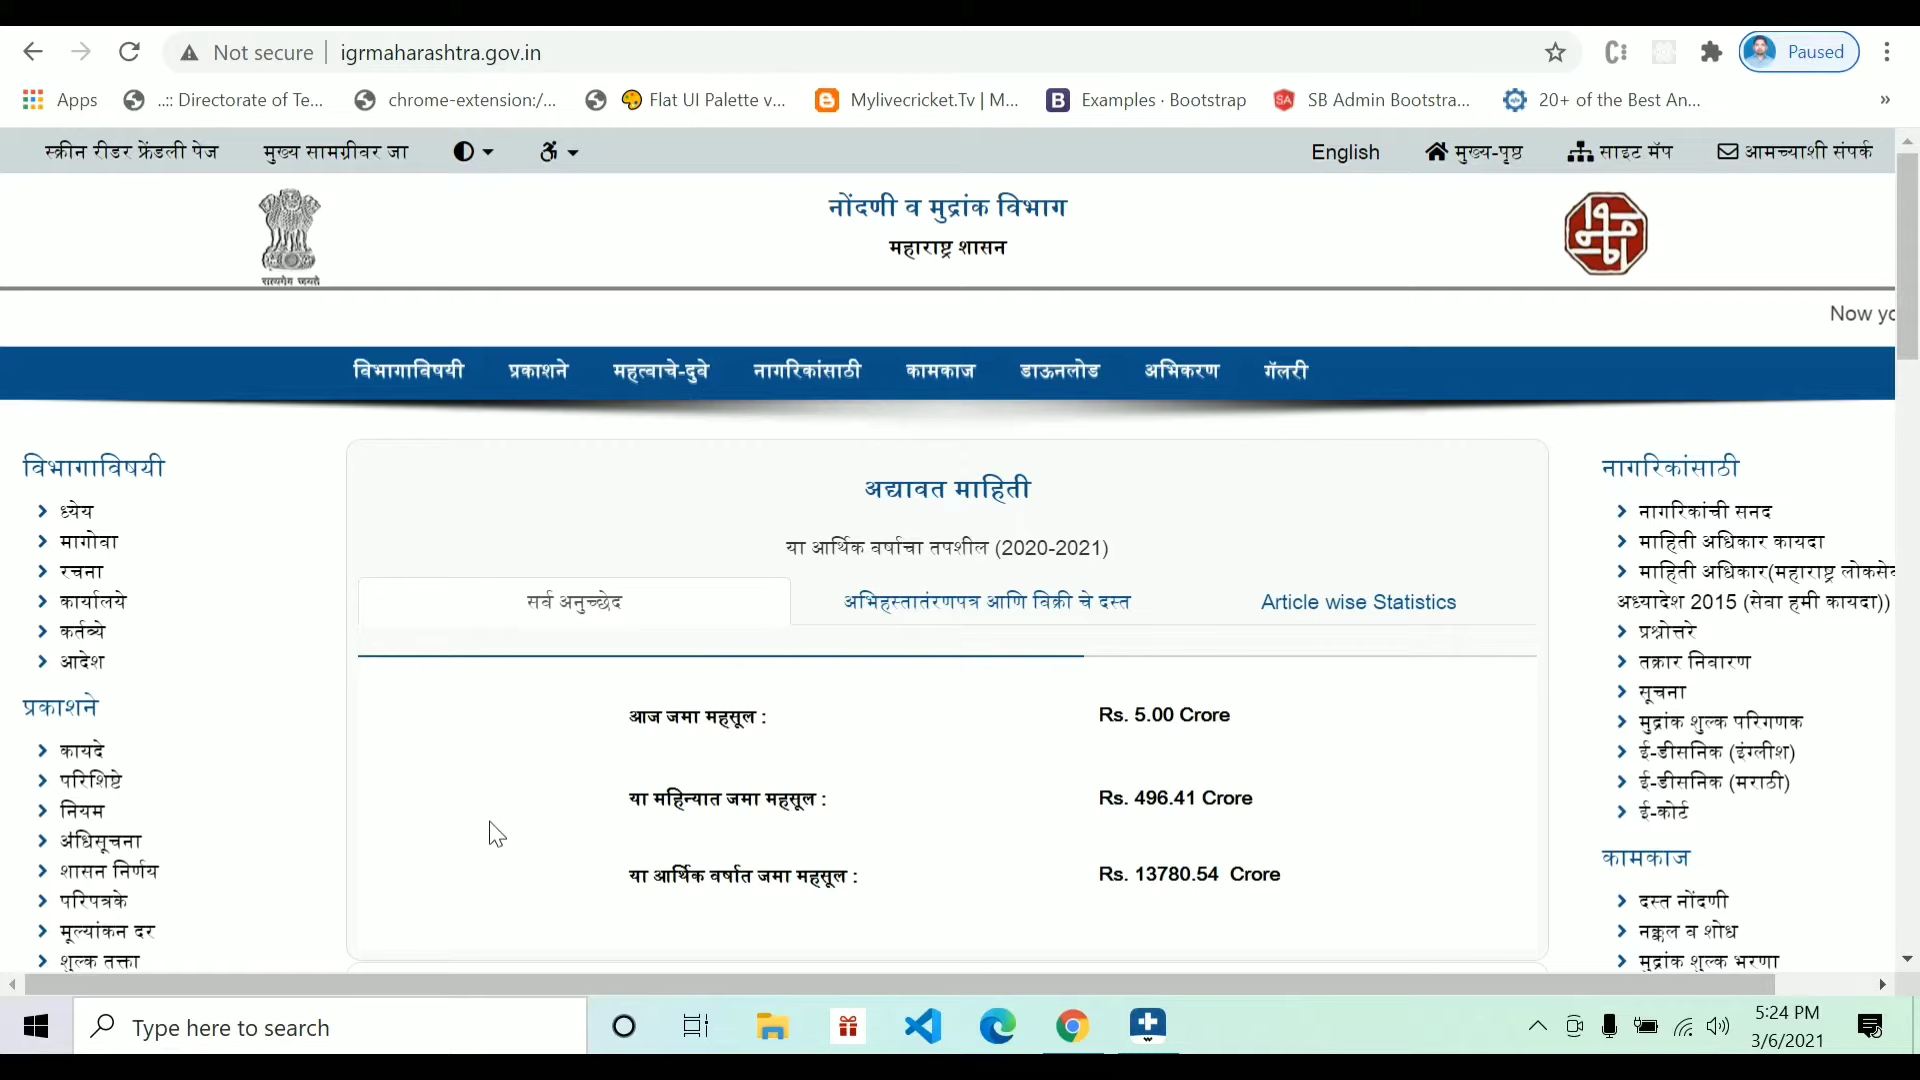 Not secure | igrmaharashtra.gov.in
Paused
Apps ..:: Directorate of Te... chrome-extension:/... Flat UI Palette v... Mylivecricket.Tv | M... Examples · Bootstrap SB Admin Bootstra... 20+ of the Best An... »
स्क्रीन रीडर फ्रेंडली पेज मुख्य सामग्रीवर जा English मुख्य-पृष्ठ साइट मॅप आमच्याशी संपर्क
नोंदणी व मुद्रांक विभाग
महाराष्ट्र शासन
सत्यमेव जयते
Now yo
विभागाविषयी प्रकाशने महत्वाचे-दुवे नागरिकांसाठी कामकाज डाऊनलोड अभिकरण गॅलरी
विभागाविषयी
ध्येय
मागोवा
रचना
कार्यालये
कर्तव्ये
आदेश
प्रकाशने
कायदे
परिशिष्टे
नियम
अधिसूचना
शासन निर्णय
परिपत्रके
मूल्यांकन दर
शुल्क तक्ता
अद्यावत माहिती
या आर्थिक वर्षाचा तपशील (2020-2021)
सर्व अनुच्छेद अभिहस्तातंरणपत्र आणि विक्री चे दस्त Article wise Statistics
आज जमा महसूल : Rs. 5.00 Crore
या महिन्यात जमा महसूल : Rs. 496.41 Crore
या आर्थिक वर्षात जमा महसूल : Rs. 13780.54 Crore
नागरिकांसाठी
नागरिकांची सनद
माहिती अधिकार कायदा
माहिती अधिकार(महाराष्ट्र लोकसेव
अध्यादेश 2015 (सेवा हमी कायदा))
प्रश्नोत्तरे
तक्रार निवारण
सूचना
मुद्रांक शुल्क परिगणक
ई-डीसनिक (इंग्लीश)
ई-डीसनिक (मराठी)
ई-कोर्ट
कामकाज
दस्त नोंदणी
नक्कल व शोध
मुद्रांक शुल्क भरणा
Type here to search
5:24 PM
3/6/2021